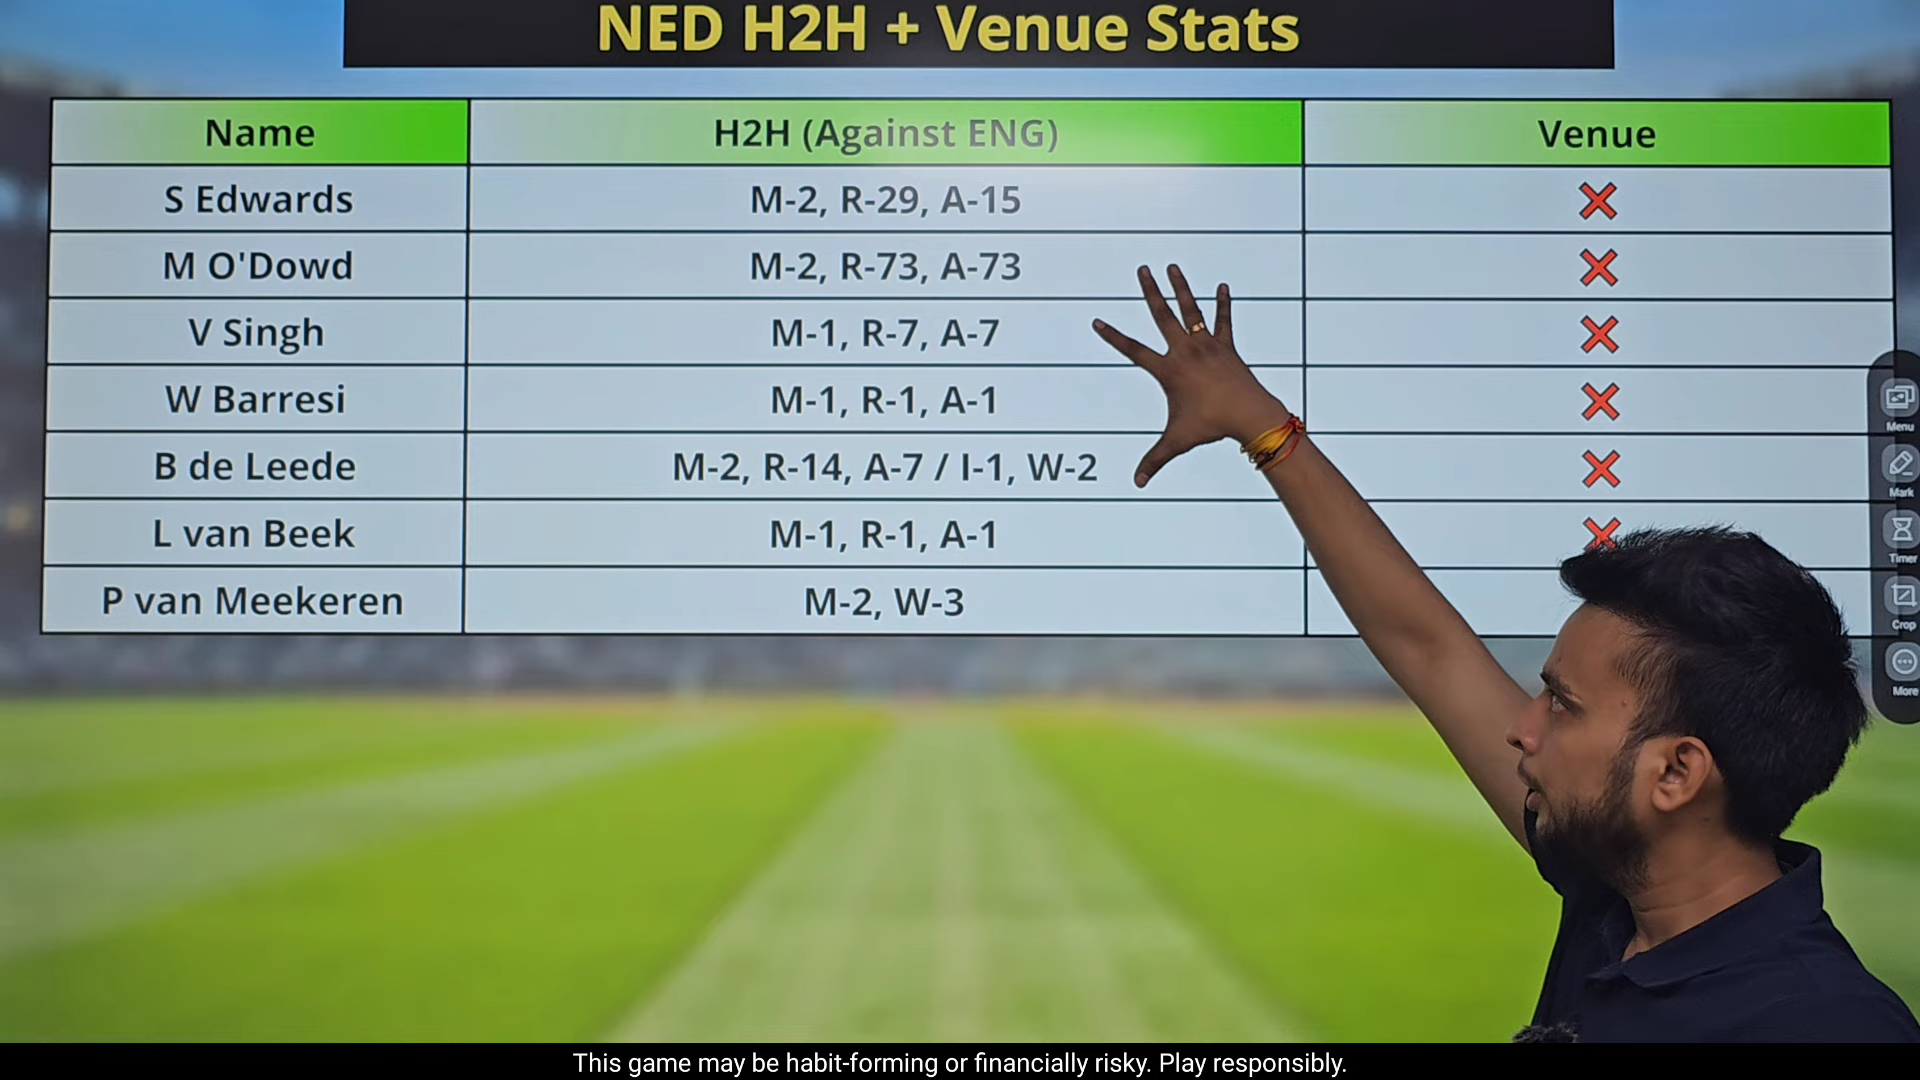 NED H2H + Venue Stats
Name H2H (Against ENG) Venue
S Edwards M-2, R-29, A-15 ❌
M O'Dowd M-2, R-73, A-73 ❌
V Singh M-1, R-7, A-7 ❌
W Barresi M-1, R-1, A-1 ❌
B de Leede M-2, R-14, A-7 / I-1, W-2 ❌
L van Beek M-1, R-1, A-1 ❌
P van Meekeren M-2, W-3
Menu
Mark
Timer
Crop
More
This game may be habit-forming or financially risky. Play responsibly.